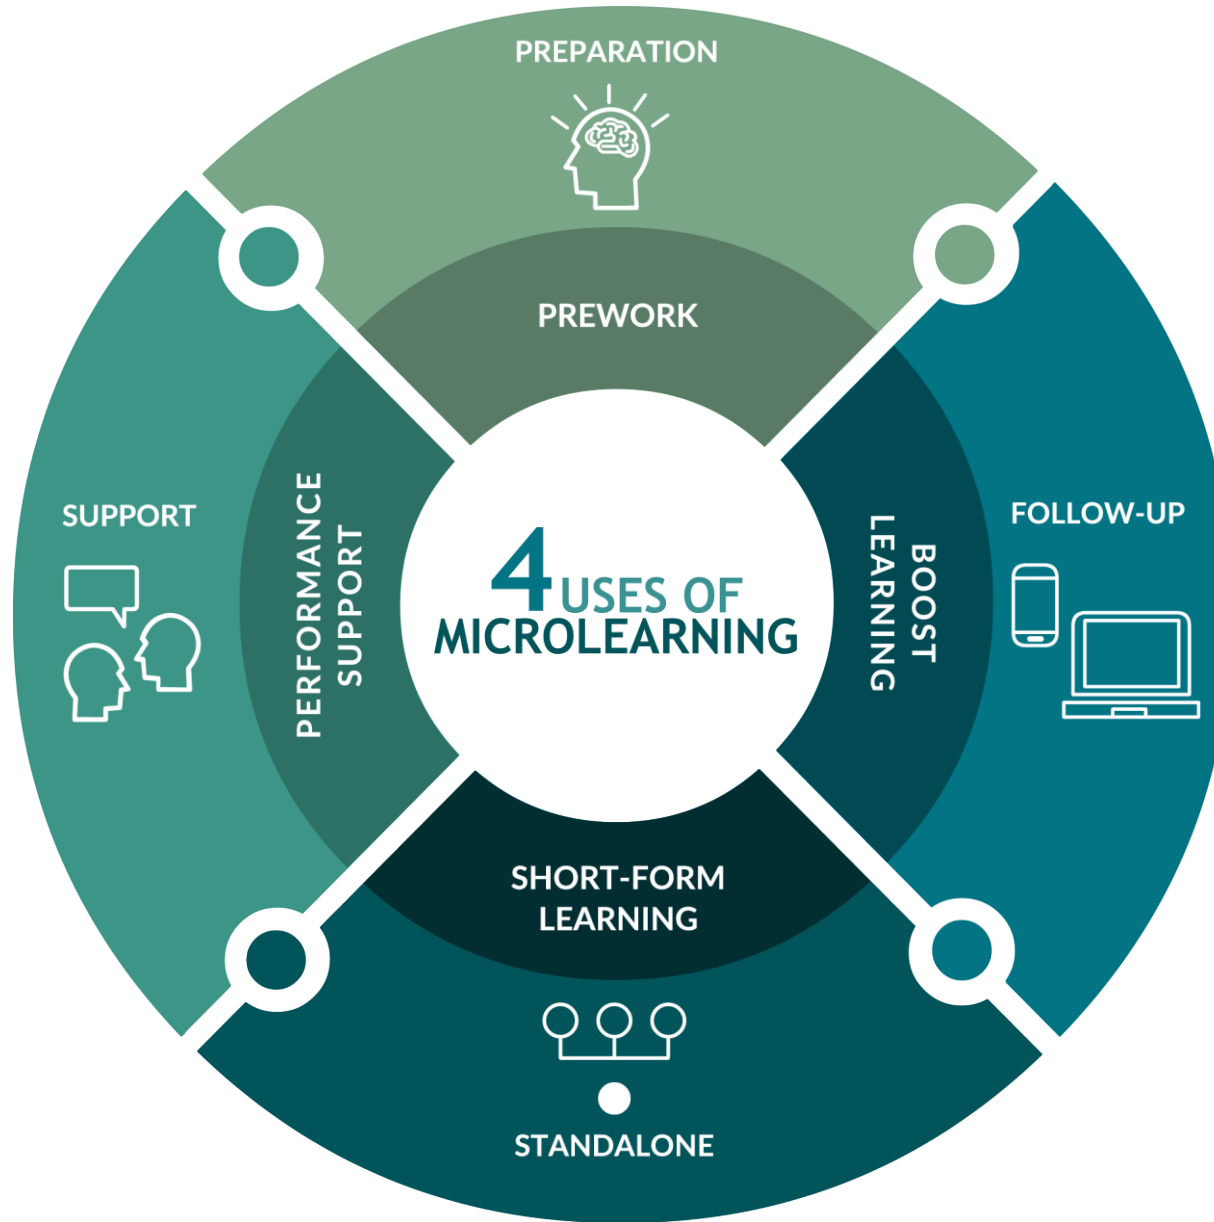 PREPARATION
PREWORK
SUPPORT
PERFORMANCE
SUPPORT
4 USES OF
MICROLEARNING
BOOST
LEARNING
FOLLOW-UP
SHORT-FORM
LEARNING
STANDALONE